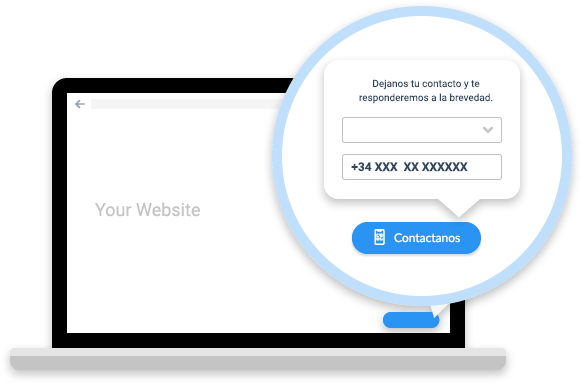 Dejanos tu contacto y te
responderemos a la brevedad.
+34 XXX XX XXXXXX
Your Website
Contactanos